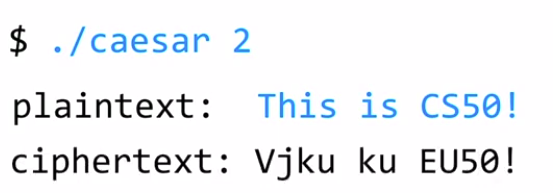 $ ./caesar 2
plaintext:  This is CS50!
ciphertext: Vjku ku EU50!